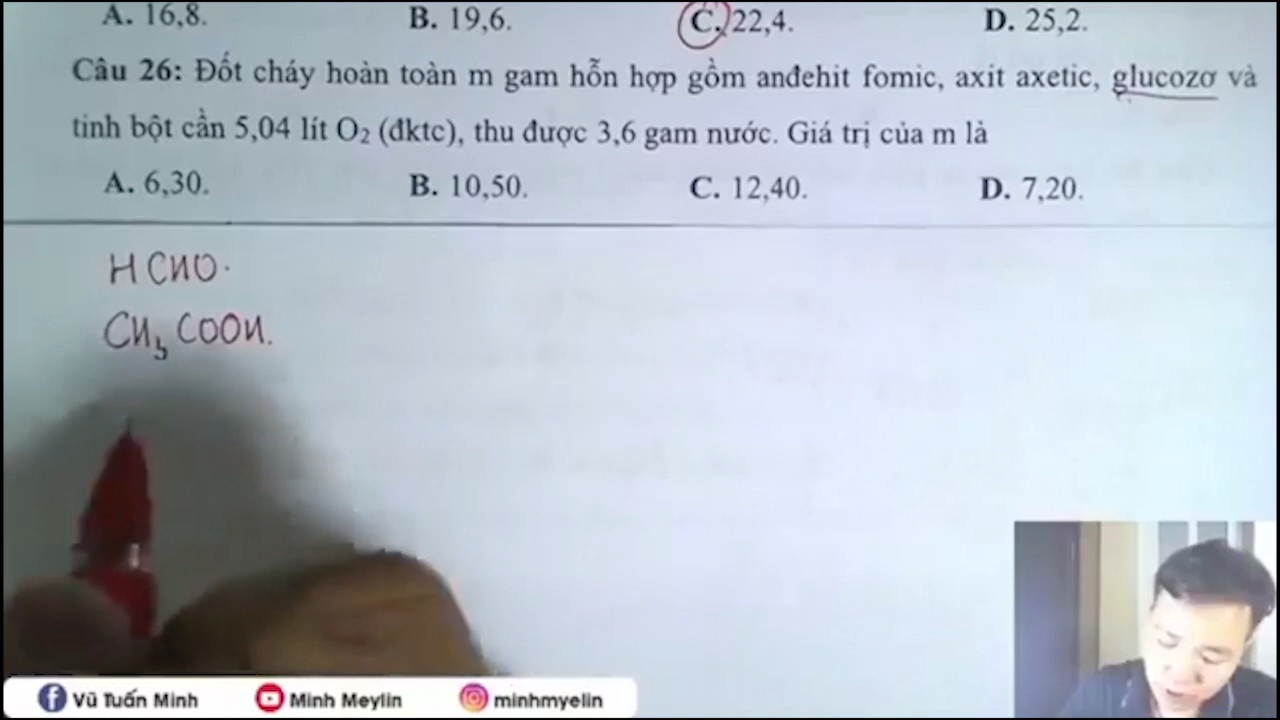 A. 16,8. B. 19,6. C. 22,4. D. 25,2.
Câu 26: Đốt cháy hoàn toàn m gam hỗn hợp gồm anđehit fomic, axit axetic, glucozơ và
tinh bột cần 5,04 lít O₂ (đktc), thu được 3,6 gam nước. Giá trị của m là
A. 6,30. B. 10,50. C. 12,40. D. 7,20.
HCHO.
CH₃COOH.
Vũ Tuấn Minh Minh Meylin minhmyelin